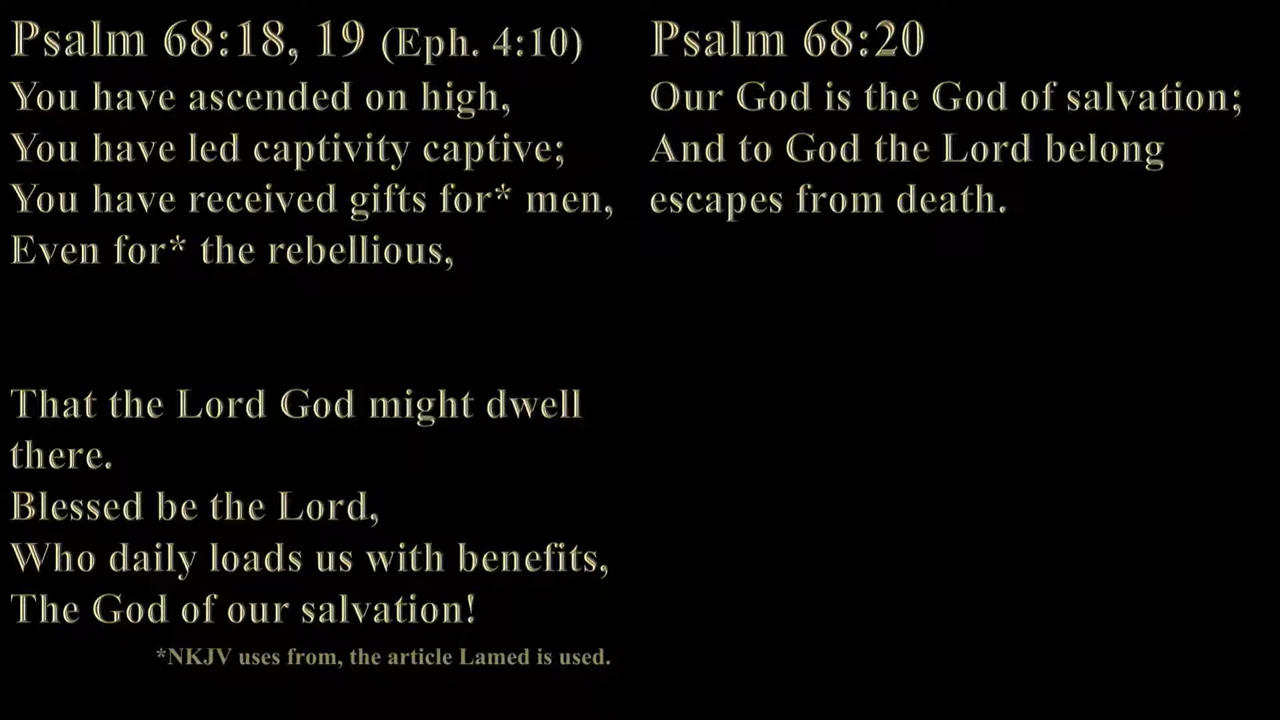 Psalm 68:18, 19 (Eph. 4:10)
You have ascended on high,
You have led captivity captive;
You have received gifts for* men,
Even for* the rebellious,
That the Lord God might dwell
there.
Blessed be the Lord,
Who daily loads us with benefits,
The God of our salvation!
*NKJV uses from, the article Lamed is used.
Psalm 68:20
Our God is the God of salvation;
And to God the Lord belong
escapes from death.